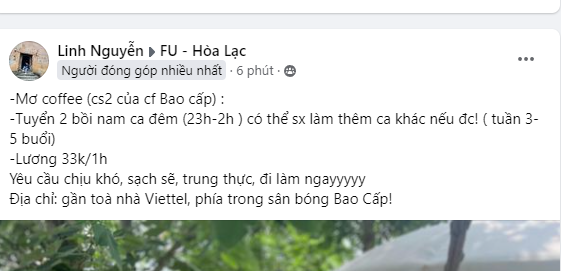 Linh Nguyễn FU - Hòa Lạc
Người đóng góp nhiều nhất · 6 phút ·
-Mơ coffee (cs2 của cf Bao cấp) :
-Tuyển 2 bồi nam ca đêm (23h-2h ) có thể sx làm thêm ca khác nếu đc! ( tuần 3-
5 buổi)
-Lương 33k/1h
Yêu cầu chịu khó, sạch sẽ, trung thực, đi làm ngayyyyy
Địa chỉ: gần toà nhà Viettel, phía trong sân bóng Bao Cấp!